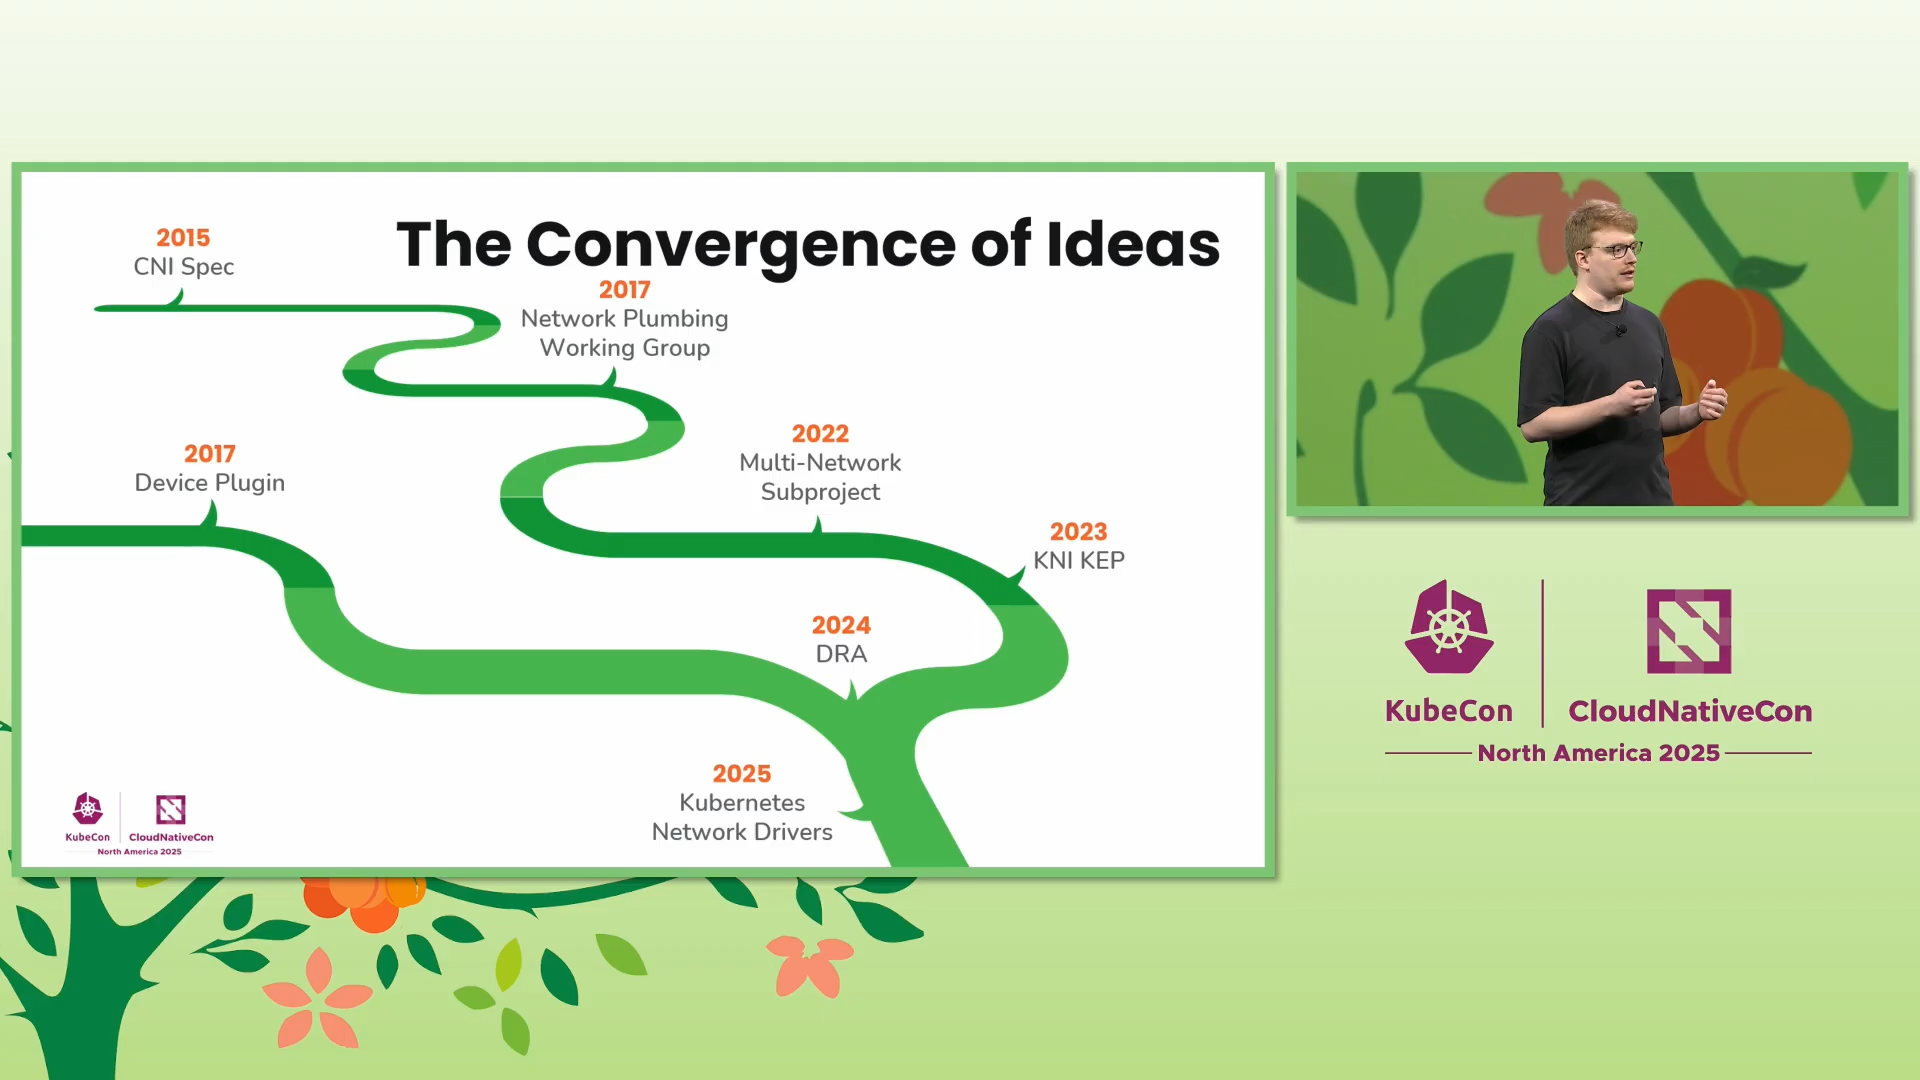 The Convergence of Ideas
2015
CNI Spec
2017
Network Plumbing
Working Group
2017
Device Plugin
2022
Multi-Network
Subproject
2023
KNI KEP
2024
DRA
2025
Kubernetes
Network Drivers
KubeCon
CloudNativeCon
North America 2025
KubeCon
CloudNativeCon
North America 2025